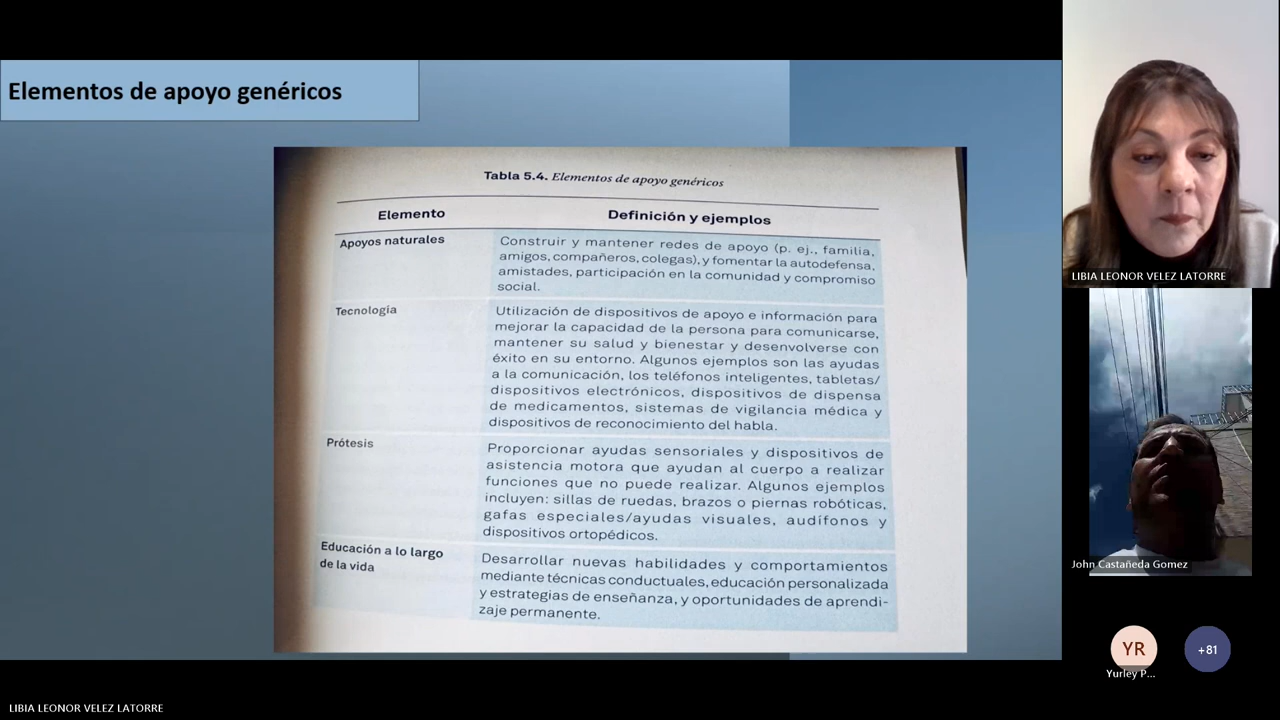 Elementos de apoyo genéricos
Tabla 5.4. Elementos de apoyo genéricos
Elemento
Definición y ejemplos
Apoyos naturales
Construir y mantener redes de apoyo (p. ej., familia,
amigos, compañeros, colegas), y fomentar la autodefensa,
amistades, participación en la comunidad y compromiso
social.
Tecnología
Utilización de dispositivos de apoyo e información para
mejorar la capacidad de la persona para comunicarse,
mantener su salud y bienestar y desenvolverse con
éxito en su entorno. Algunos ejemplos son las ayudas
a la comunicación, los teléfonos inteligentes, tabletas/
dispositivos electrónicos, dispositivos de dispensa
de medicamentos, sistemas de vigilancia médica y
dispositivos de reconocimiento del habla.
Prótesis
Proporcionar ayudas sensoriales y dispositivos de
asistencia motora que ayudan al cuerpo a realizar
funciones que no puede realizar. Algunos ejemplos
incluyen: sillas de ruedas, brazos o piernas robóticas,
gafas especiales/ayudas visuales, audífonos y
dispositivos ortopédicos.
Educación a lo largo
de la vida
Desarrollar nuevas habilidades y comportamientos
mediante técnicas conductuales, educación personalizada
y estrategias de enseñanza, y oportunidades de aprendi-
zaje permanente.
LIBIA LEONOR VELEZ LATORRE
John Castañeda Gomez
YR
+81
Yurley P...
LIBIA LEONOR VELEZ LATORRE